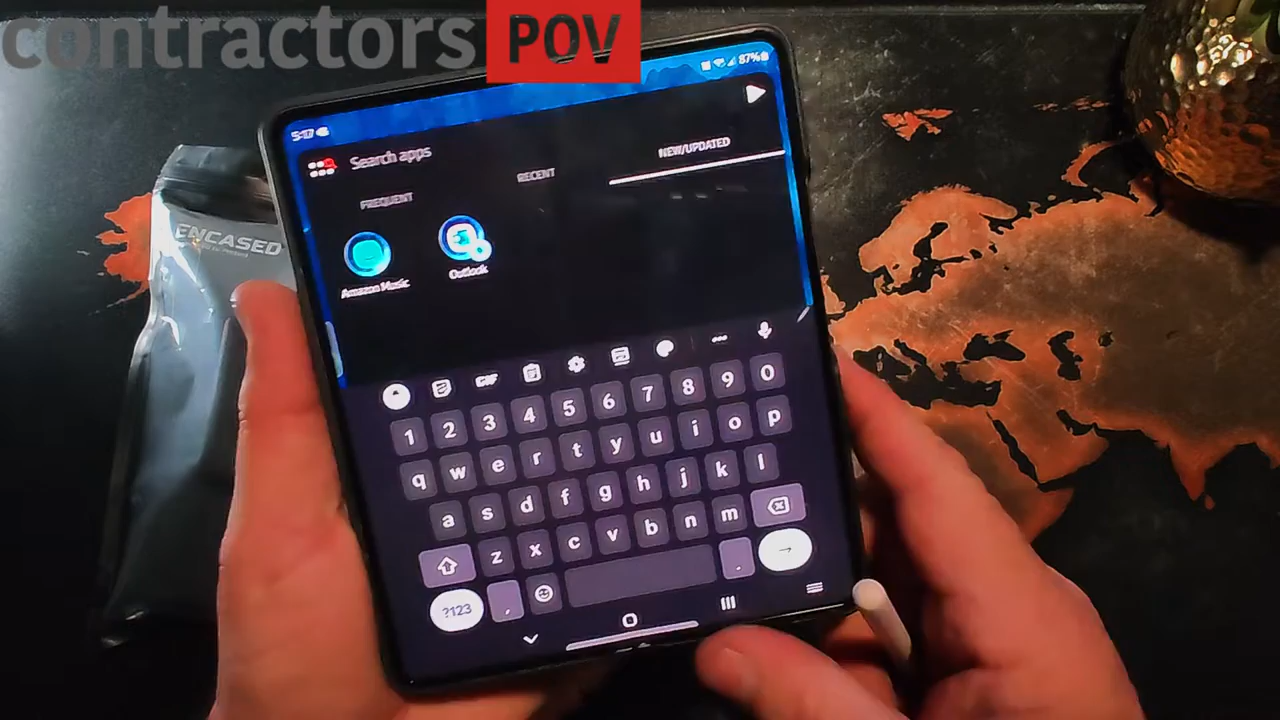 contractors POV
5:17
87%
Search apps
FREQUENT
RECENT
NEW/UPDATED
Amazon Music
Outlook
ENCASED
GIF
1 2 3 4 5 6 7 8 9 0
q w e r t y u i o p
a s d f g h j k l
z x c v b n m
?123 , .